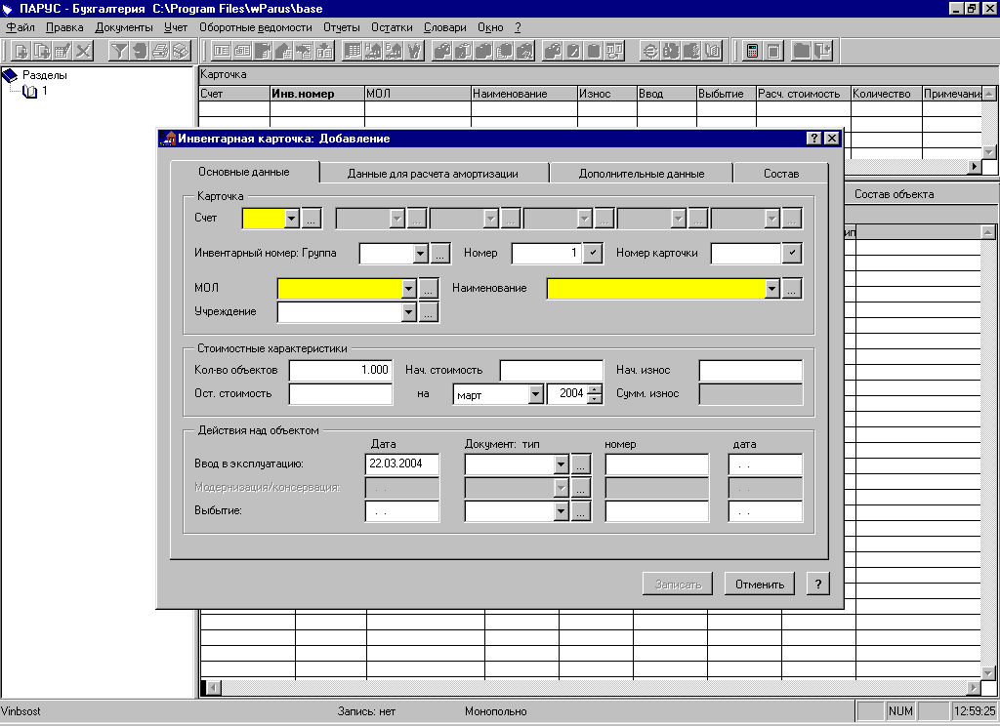 ПАРУС - Бухгалтерия C:\Program Files\wParus\base
Файл Правка Документы Учет Оборотные ведомости Отчеты Остатки Словари Окно ?
Разделы
1
Карточка
Счет Инв.номер МОЛ Наименование Износ Ввод Выбытие Расч. стоимость Количество Примечани
Инвентарная карточка: Добавление
Основные данные Данные для расчета амортизации Дополнительные данные Состав
Состав объекта
ип
Карточка
Счет
Инвентарный номер: Группа Номер 1 Номер карточки
МОЛ Наименование
Учреждение
Стоимостные характеристики
Кол-во объектов 1.000 Нач. стоимость Нач. износ
Ост. стоимость на март 2004 Сумм. износ
Действия над объектом
Дата Документ: тип номер дата
Ввод в эксплуатацию: 22.03.2004 . .
Модернизация/консервация: . . . .
Выбытие: . . . .
Записать Отменить ?
Vinbsost Запись: нет Монопольно NUM 12:59:25